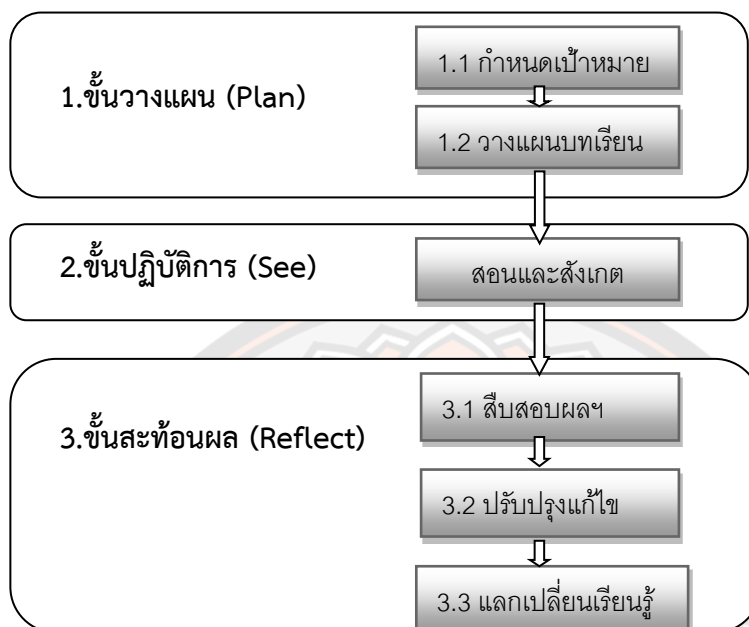 1.ขั้นวางแผน (Plan)
1.1 กำหนดเป้าหมาย
1.2 วางแผนบทเรียน
2.ขั้นปฏิบัติการ (See)
สอนและสังเกต
3.ขั้นสะท้อนผล (Reflect)
3.1 สืบสอบผลฯ
3.2 ปรับปรุงแก้ไข
3.3 แลกเปลี่ยนเรียนรู้